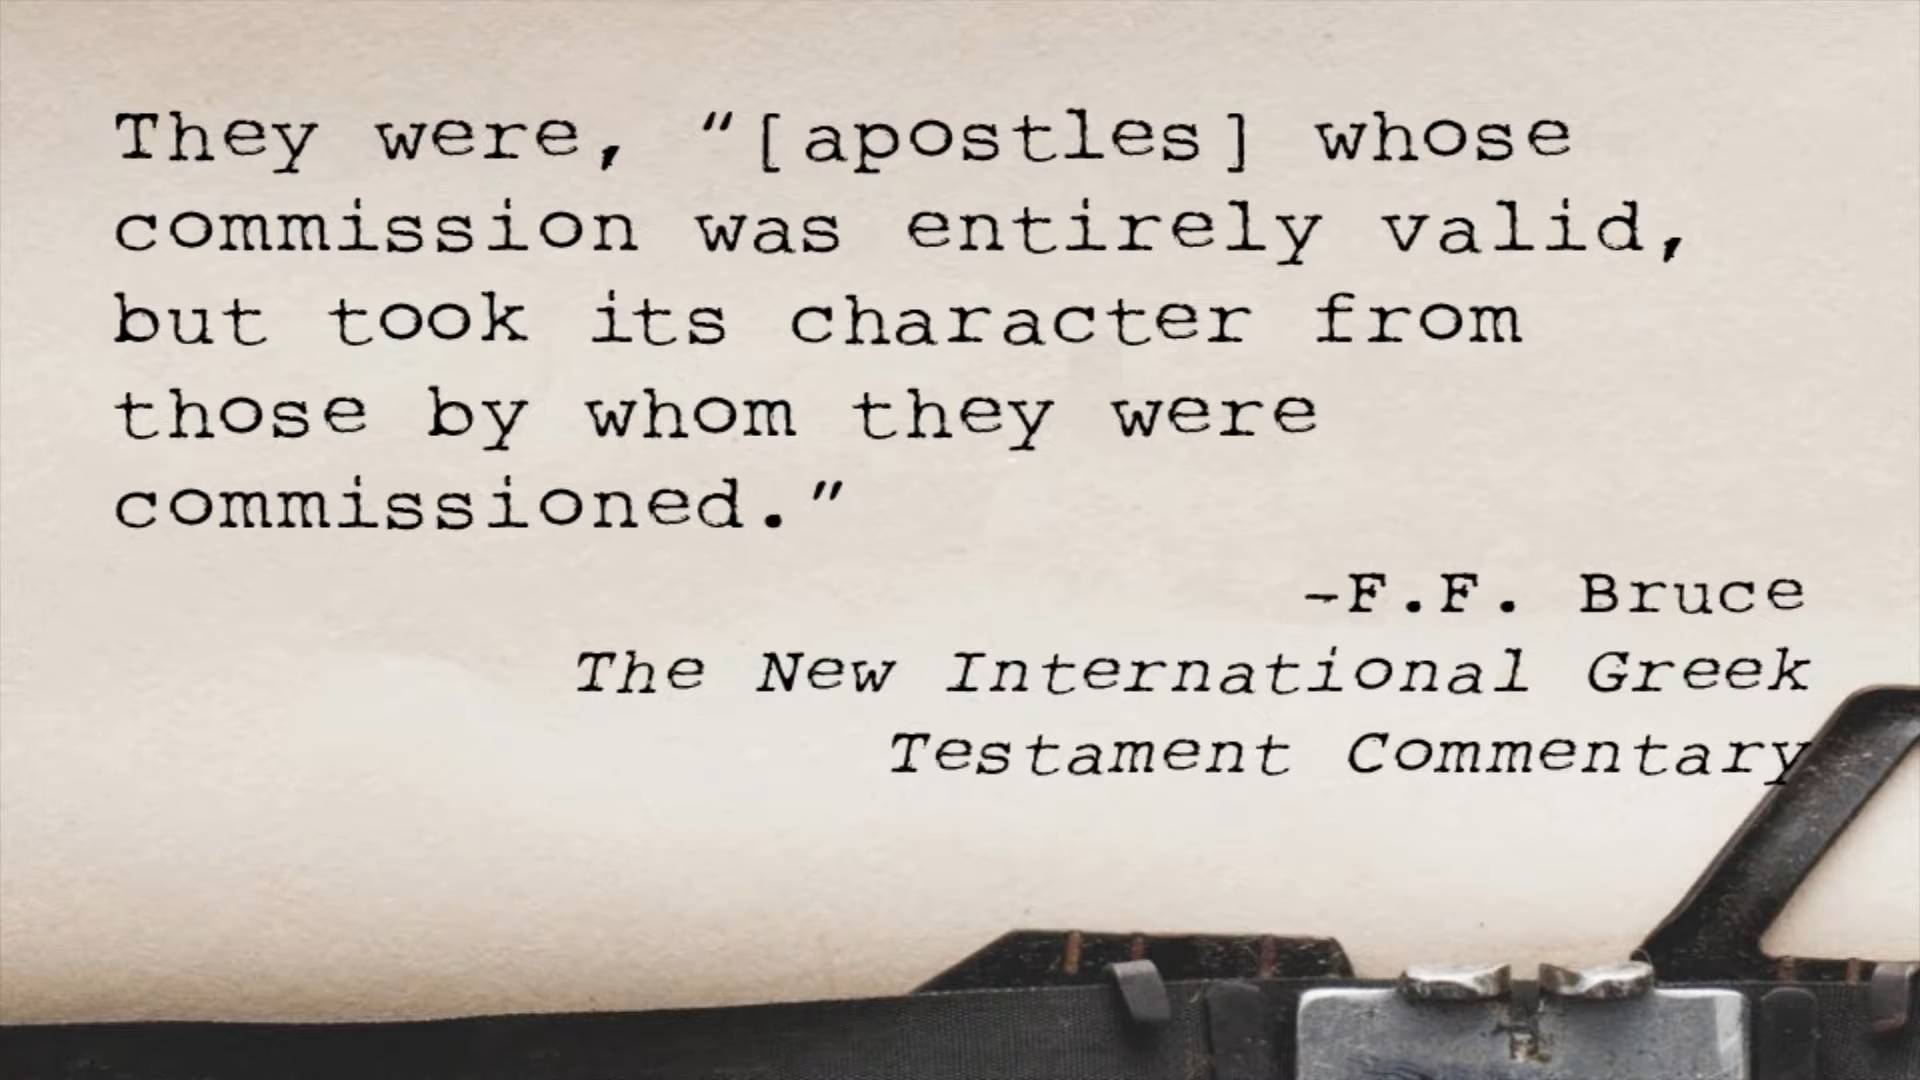 They were, “[apostles] whose
commission was entirely valid,
but took its character from
those by whom they were
commissioned.”
-F.F. Bruce
The New International Greek
Testament Commentary